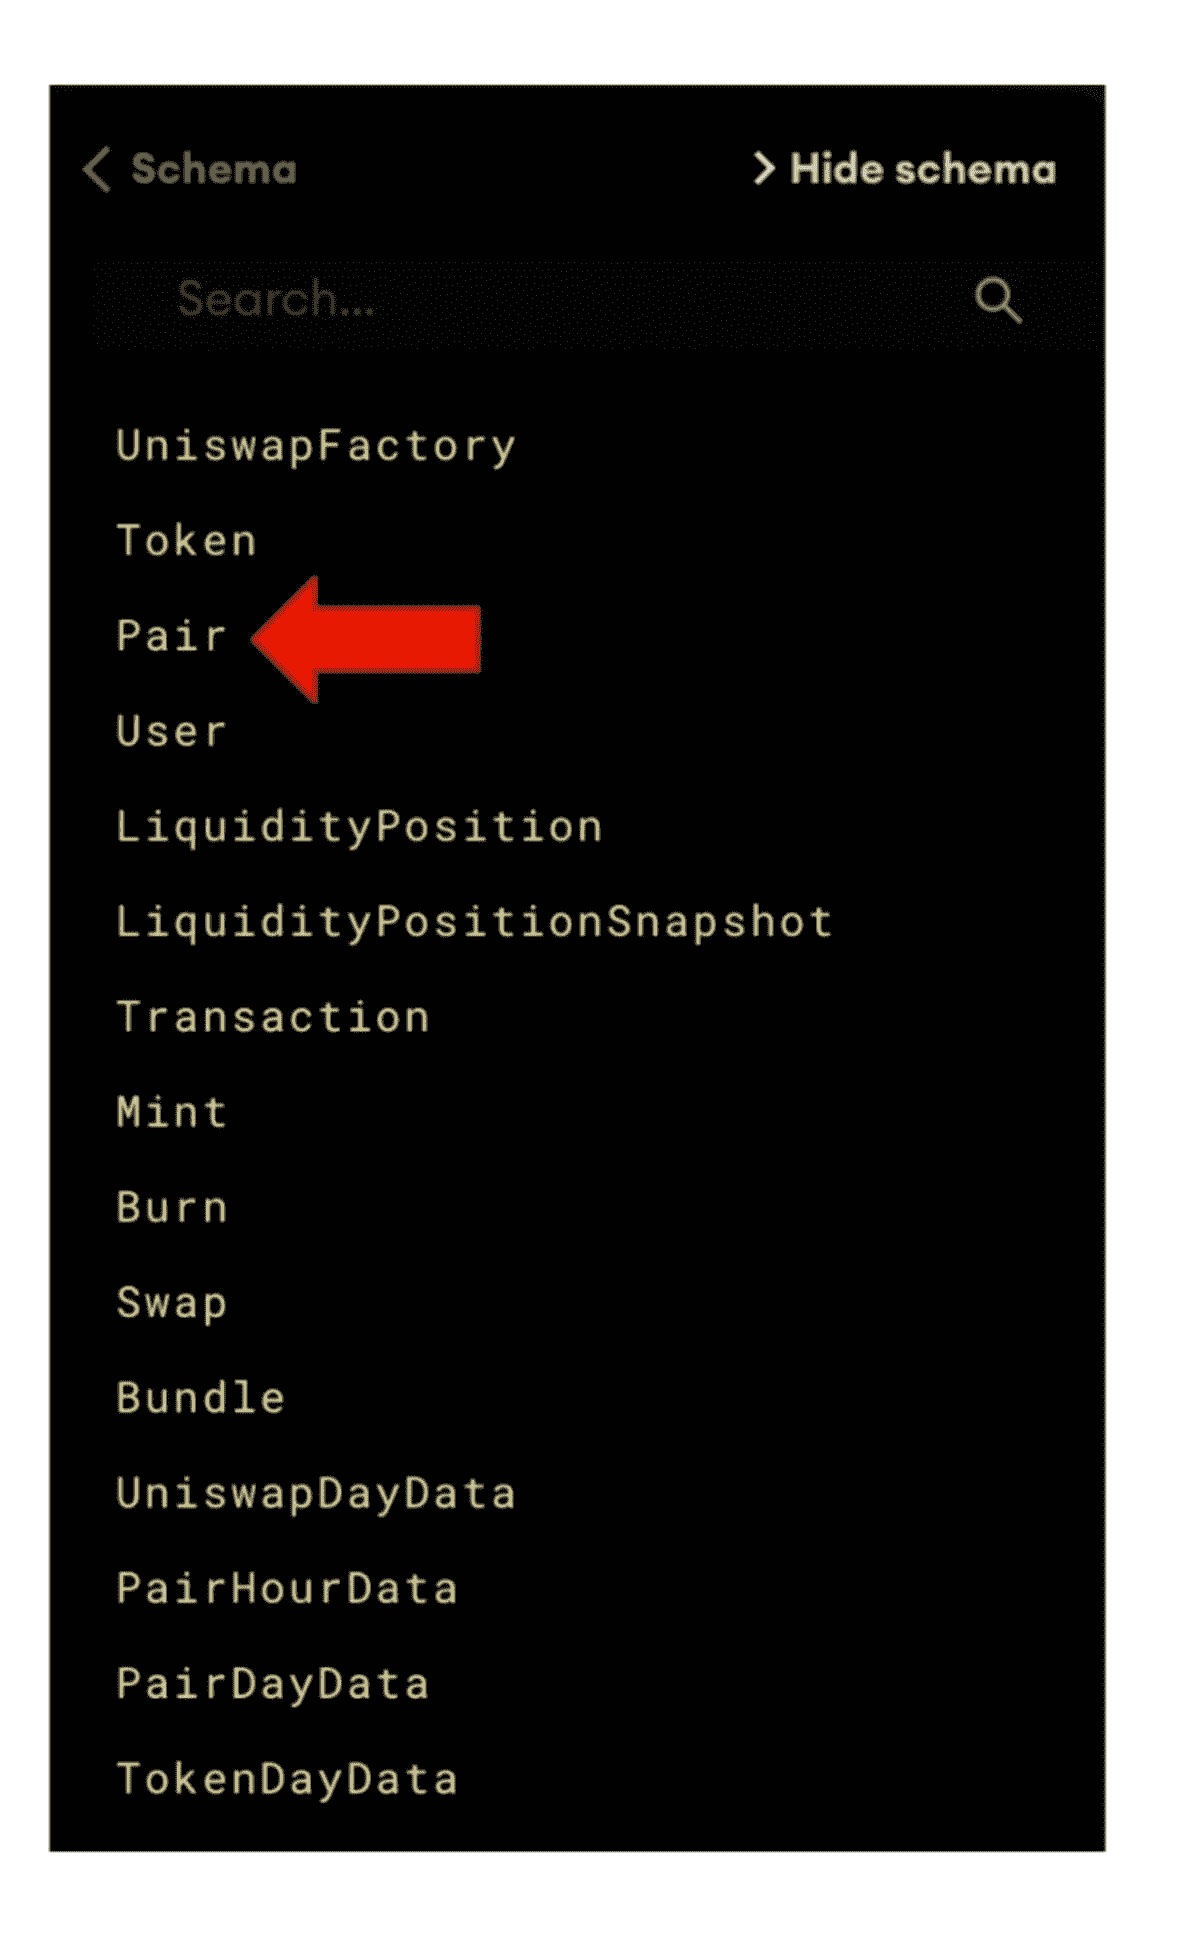 Schema Hide schema
Search...
UniswapFactory
Token
Pair
User
LiquidityPosition
LiquidityPositionSnapshot
Transaction
Mint
Burn
Swap
Bundle
UniswapDayData
PairHourData
PairDayData
TokenDayData